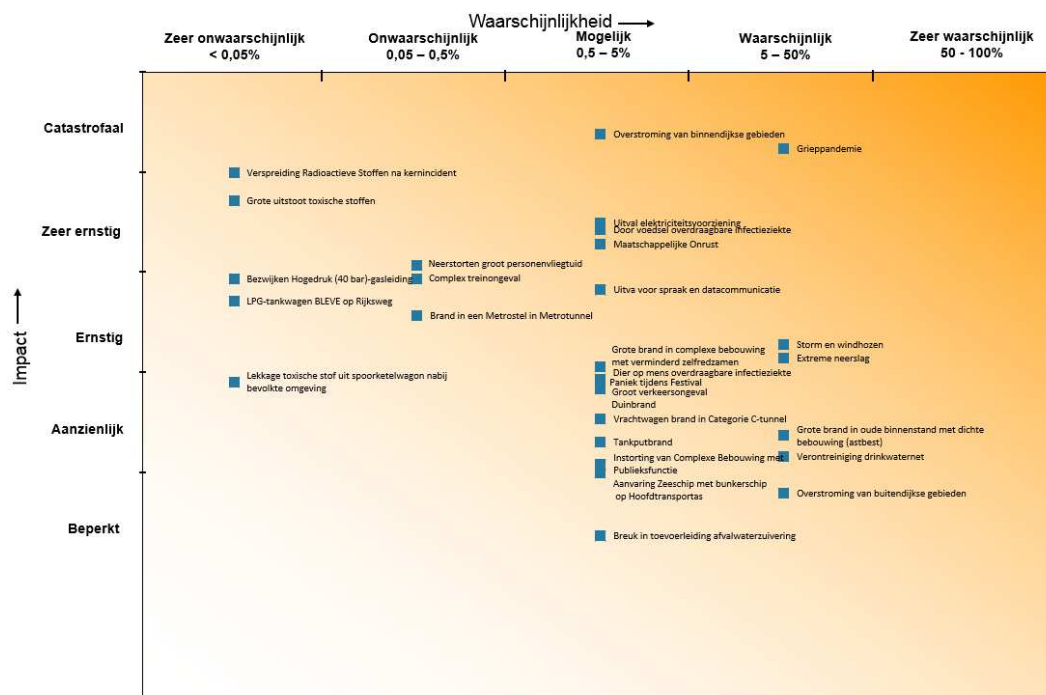 Waarschijnlijkheid
Zeer onwaarschijnlijk
< 0,05%
Onwaarschijnlijk
0,05 – 0,5%
Mogelijk
0,5 – 5%
Waarschijnlijk
5 – 50%
Zeer waarschijnlijk
50 - 100%
Impact
Catastrofaal
Zeer ernstig
Ernstig
Aanzienlijk
Beperkt
Overstroming van binnendijkse gebieden
Grieppandemie
Verspreiding Radioactieve Stoffen na kernincident
Grote uitstoot toxische stoffen
Uitval elektriciteitsvoorziening
Door voedsel overdraagbare infectieziekte
Maatschappelijke Onrust
Neerstorten groot personenvliegtuid
Bezwijken Hogedruk (40 bar)-gasleiding
Complex treinongeval
Uitva voor spraak en datacommunicatie
LPG-tankwagen BLEVE op Rijksweg
Brand in een Metrostel in Metrotunnel
Storm en windhozen
Grote brand in complexe bebouwing
met verminderd zelfredzamen
Extreme neerslag
Dier op mens overdraagbare infectieziekte
Lekkage toxische stof uit spoorketelwagon nabij
bevolkte omgeving
Paniek tijdens Festival
Groot verkeersongeval
Duinbrand
Vrachtwagen brand in Categorie C-tunnel
Grote brand in oude binnenstand met dichte
bebouwing (astbest)
Tankputbrand
Instorting van Complexe Bebouwing met
Publieksfunctie
Verontreiniging drinkwaternet
Aanvaring Zeeschip met bunkerschip
op Hoofdtransportas
Overstroming van buitendijkse gebieden
Breuk in toevoerleiding afvalwaterzuivering